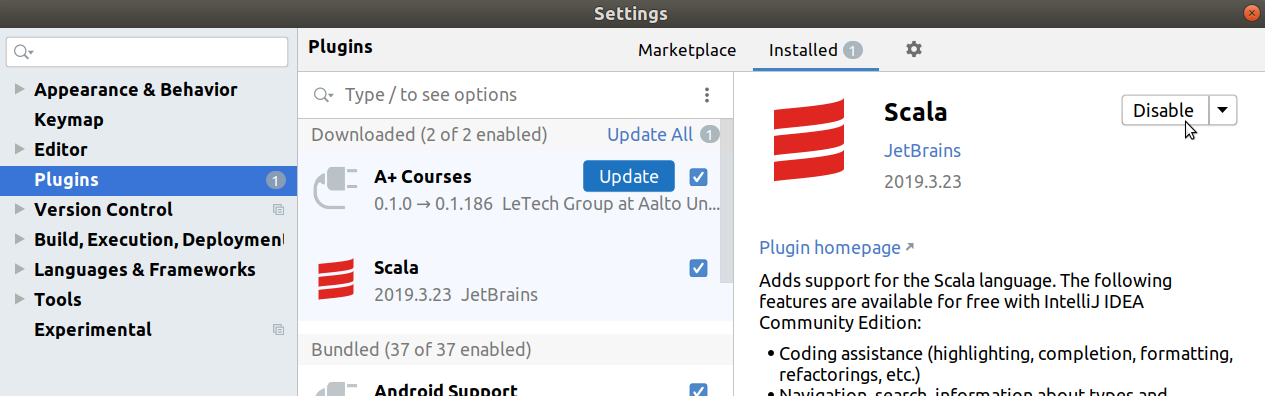 Settings
Appearance & Behavior
Keymap
Editor
Plugins 1
Version Control
Build, Execution, Deployment
Languages & Frameworks
Tools
Experimental
Plugins
Marketplace
Installed 1
Type / to see options
Downloaded (2 of 2 enabled) Update All 1
A+ Courses Update
0.1.0 → 0.1.186 LeTech Group at Aalto Un...
Scala
2019.3.23 JetBrains
Bundled (37 of 37 enabled)
Android Support
Scala
Disable
JetBrains
2019.3.23
Plugin homepage ↗
Adds support for the Scala language. The following
features are available for free with IntelliJ IDEA
Community Edition:
• Coding assistance (highlighting, completion, formatting,
refactorings, etc.)
• Navigation, search, information about types and